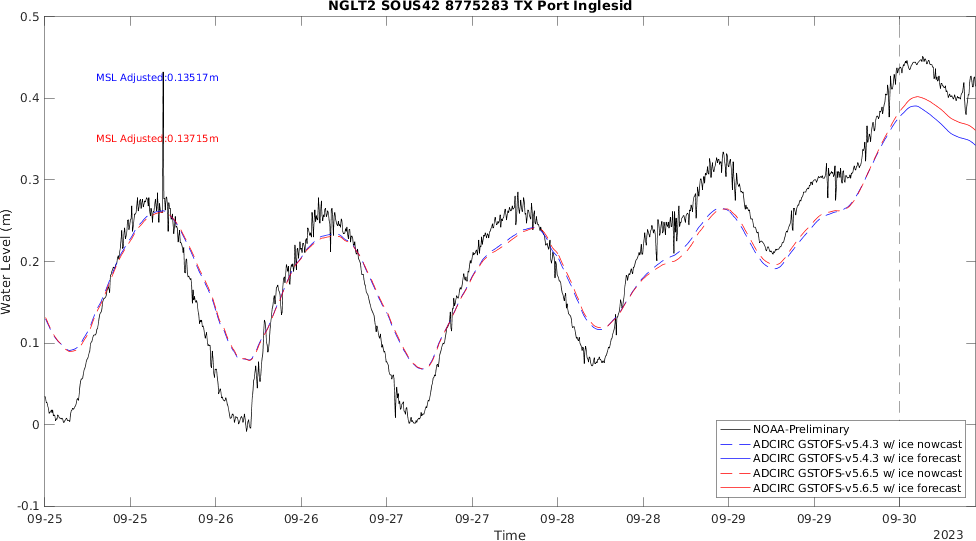 NGLT2 SOUS42 8775283 TX Port Inglesid
0.5
MSL Adjusted:0.13517m
0.4
MSL Adjusted:0.13715m
0.3
Water Level (m)
0.2
0.1
0
-0.1
NOAA-Preliminary
ADCIRC GSTOFS-v5.4.3 w/ ice nowcast
ADCIRC GSTOFS-v5.4.3 w/ ice forecast
ADCIRC GSTOFS-v5.6.5 w/ ice nowcast
ADCIRC GSTOFS-v5.6.5 w/ ice forecast
09-25 09-25 09-26 09-26 09-27 09-27 09-28 09-28 09-29 09-29 09-30
Time
2023